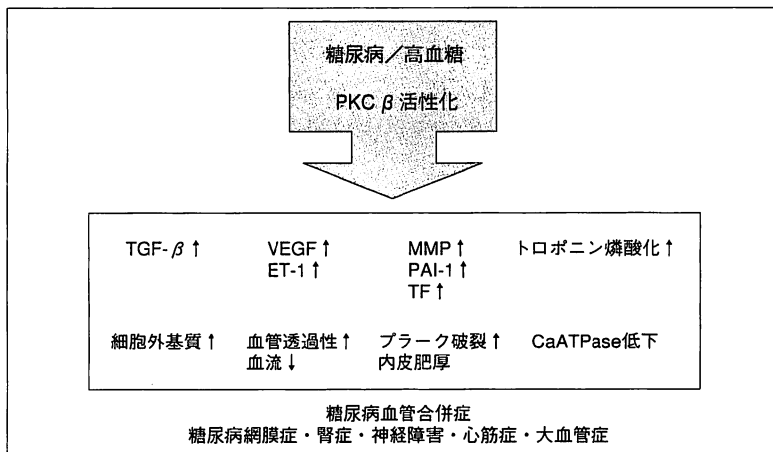 糖尿病／高血糖
PKC β 活性化
TGF-β↑ VEGF↑ MMP↑ トロポニン燐酸化↑
ET-1↑ PAI-1↑
TF↑
細胞外基質↑ 血管透過性↑ プラーク破裂↑ CaATPase低下
血流↓ 内皮肥厚
糖尿病血管合併症
糖尿病網膜症・腎症・神経障害・心筋症・大血管症